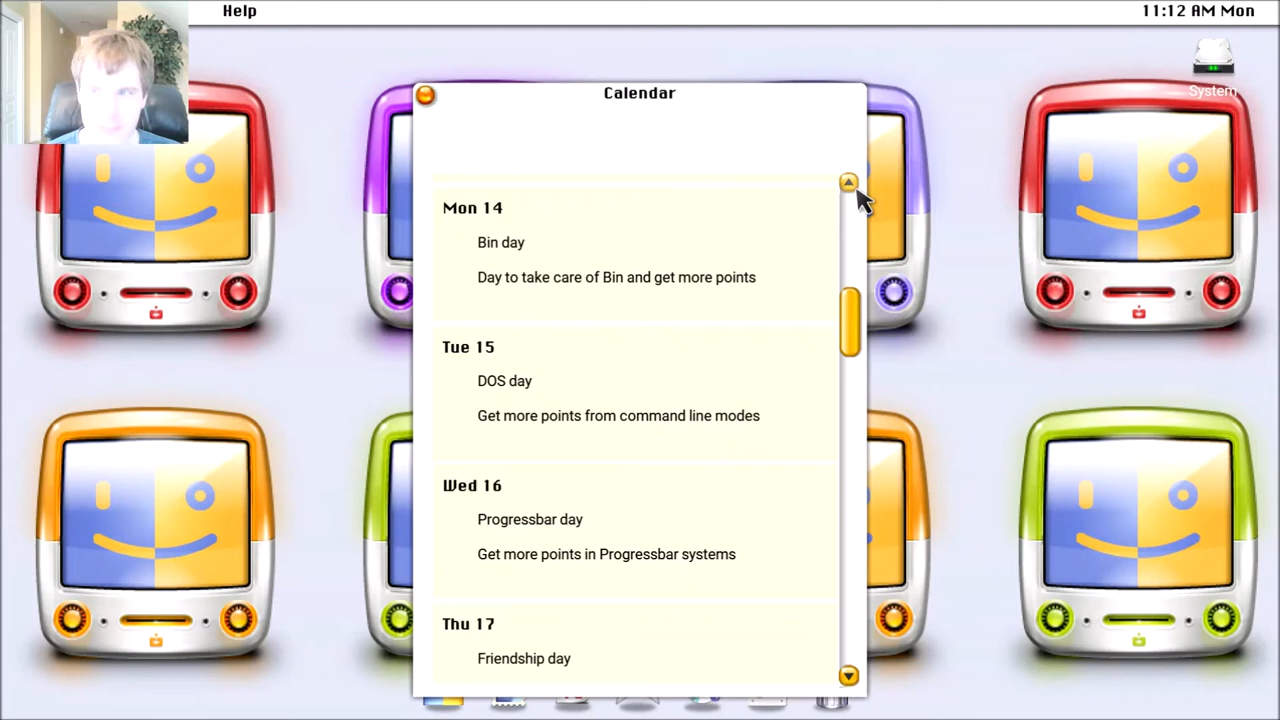 Help
11:12 AM Mon
System
Calendar
Mon 14
Bin day
Day to take care of Bin and get more points
Tue 15
DOS day
Get more points from command line modes
Wed 16
Progressbar day
Get more points in Progressbar systems
Thu 17
Friendship day